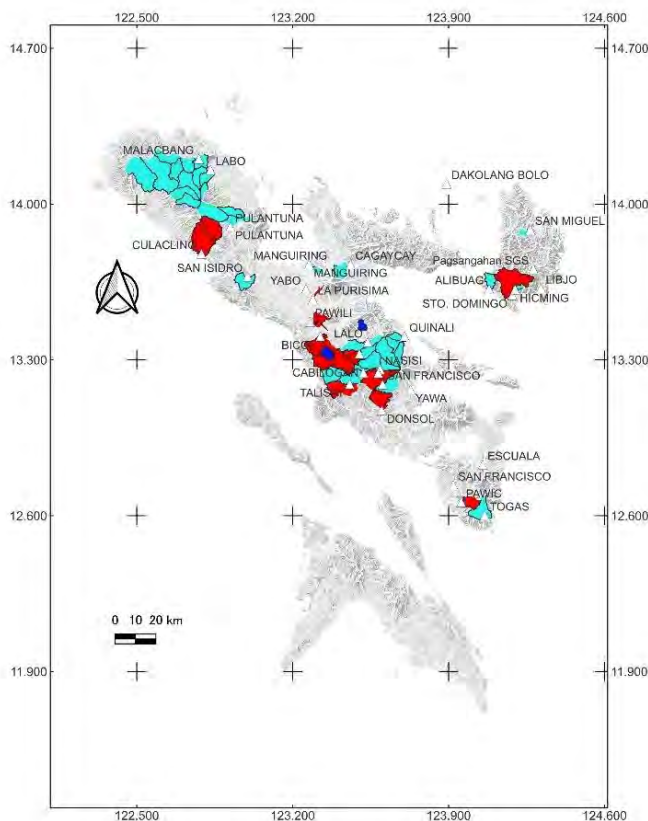 122.500 123.200 123.900 124.600
14.700 14.700
MALACBANG
LABO
DAKOLANG BOLO
14.000 14.000
PULANTUNA
SAN MIGUEL
PULANTUNA
CULACLING
MANGUIRING CAGAYCAY
SAN ISIDRO
Pagsangahan SGS
MANGUIRING
YABO
ALIBUAG LIBJO
LA PURISIMA
HICMING
STO. DOMINGO
PAWILI
QUINALI
LALO
13.300 13.300
BICO
NASISI
CABILOGAN SAN FRANCISCO
TALISAY
YAWA
DONSOL
ESCUALA
SAN FRANCISCO
PAWIC
TOGAS
12.600 12.600
0 10 20 km
11.900 11.900
122.500 123.200 123.900 124.600